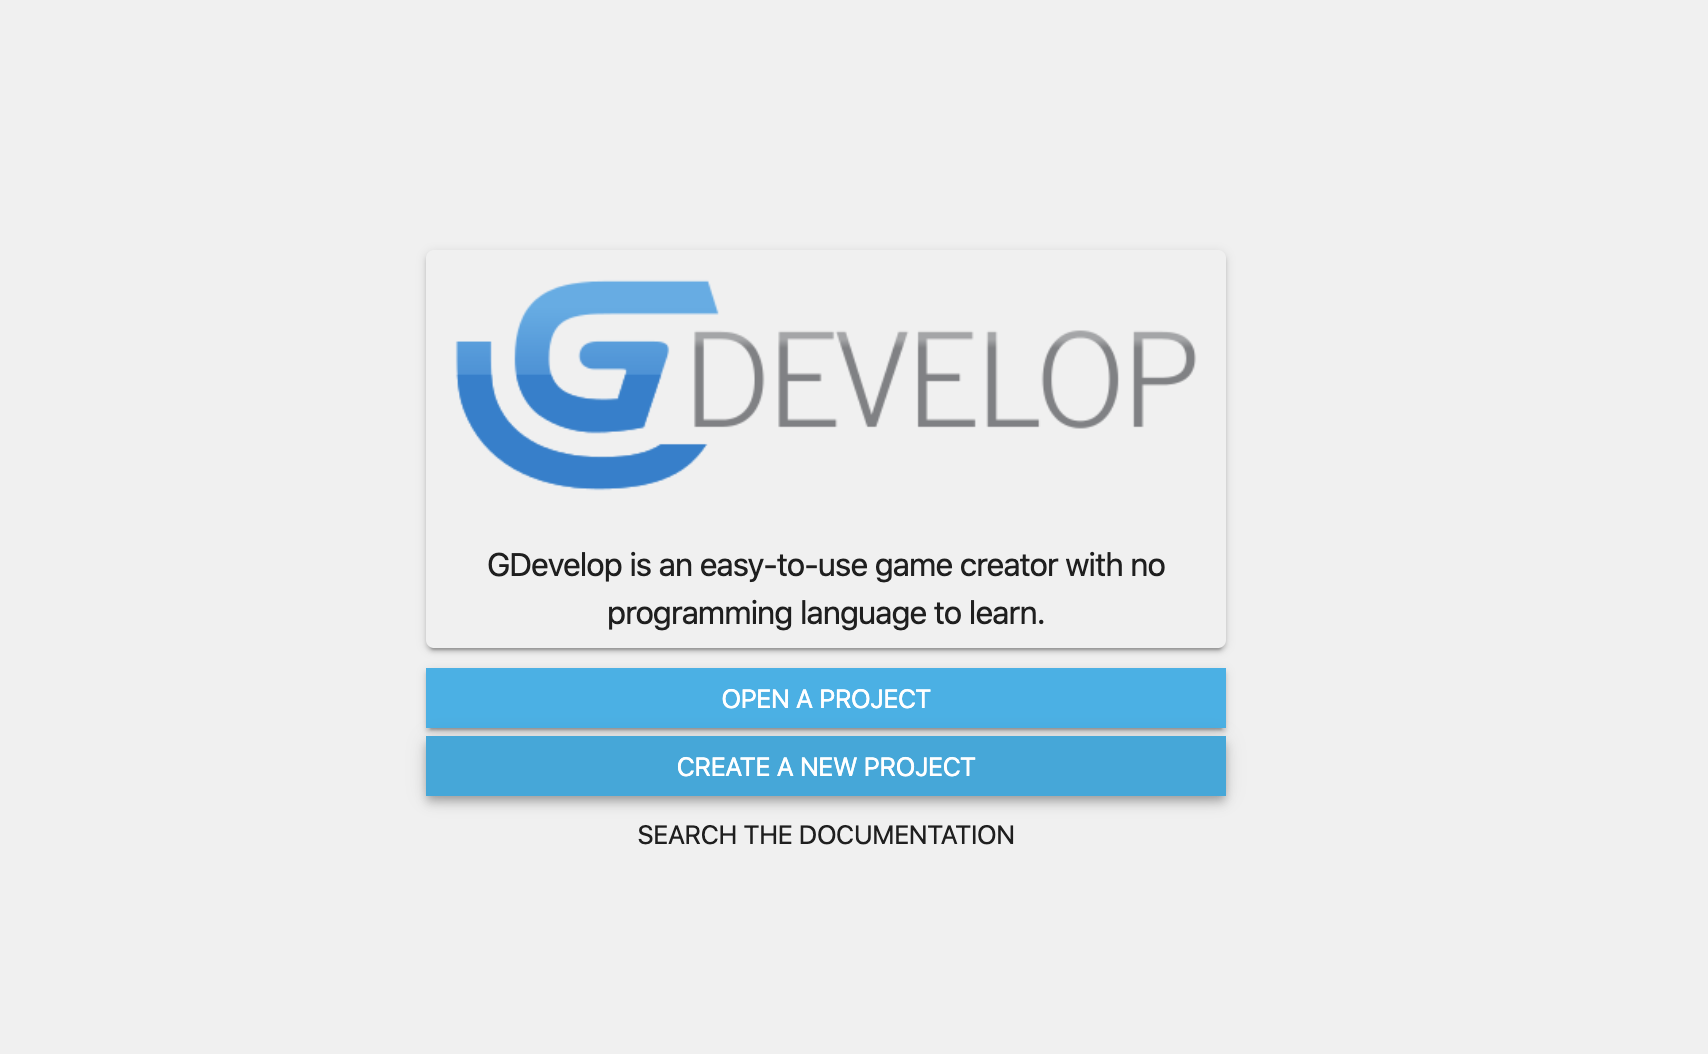 GDEVELOP
GDevelop is an easy-to-use game creator with no
programming language to learn.
OPEN A PROJECT
CREATE A NEW PROJECT
SEARCH THE DOCUMENTATION